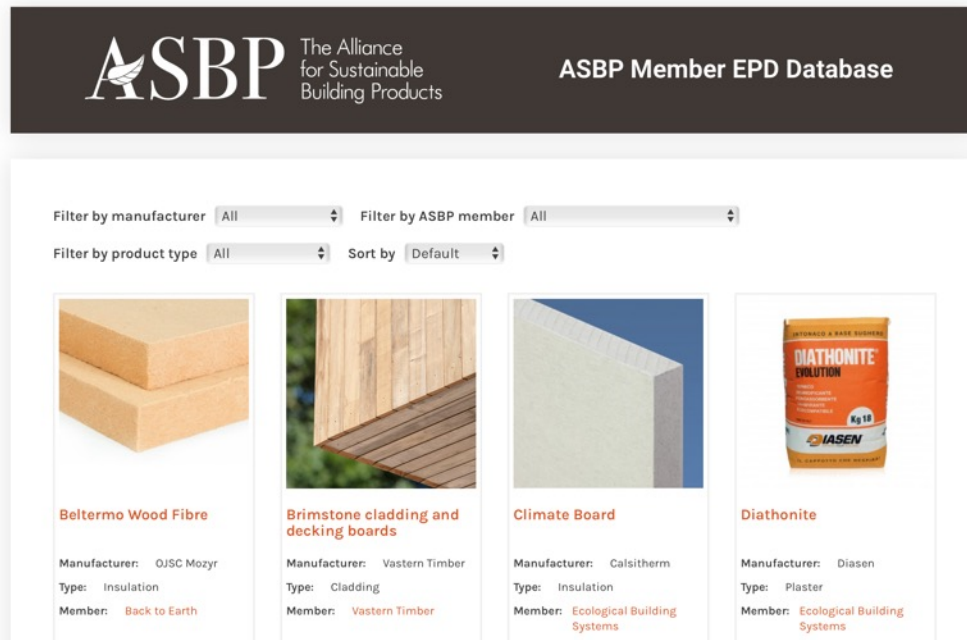 ASBP
The Alliance
for Sustainable
Building Products
ASBP Member EPD Database
Filter by manufacturer All
Filter by ASBP member All
Filter by product type All
Sort by Default
Beltermo Wood Fibre
Manufacturer: OJSC Mozyr
Type: Insulation
Member: Back to Earth
Brimstone cladding and
decking boards
Manufacturer: Vastern Timber
Type: Cladding
Member: Vastern Timber
Climate Board
Manufacturer: Calsitherm
Type: Insulation
Member: Ecological Building
Systems
INTONACO A BASE SUGHERO
DIATHONITE
EVOLUTION
Kg 18
DIASEN
Diathonite
Manufacturer: Diasen
Type: Plaster
Member: Ecological Building
Systems